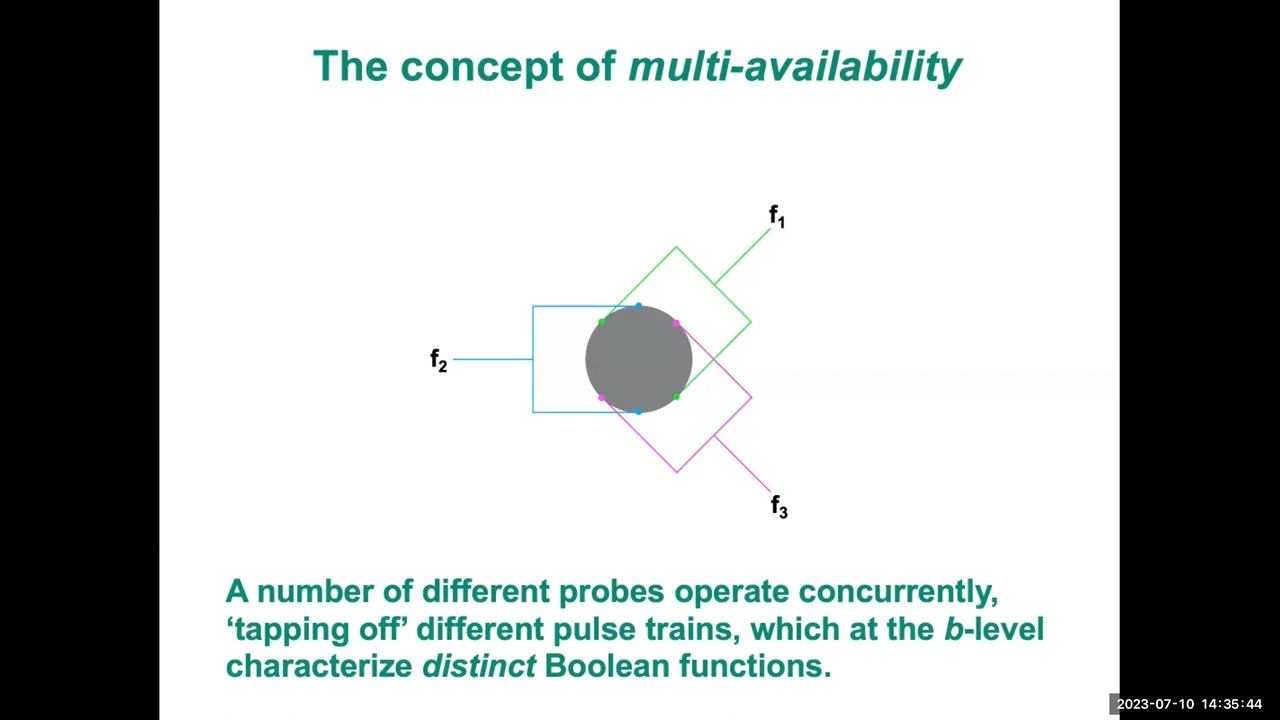 The concept of multi-availability
f₁
f₂
f₃
A number of different probes operate concurrently,
‘tapping off’ different pulse trains, which at the b-level
characterize distinct Boolean functions.
2023-07-10 14:35:44